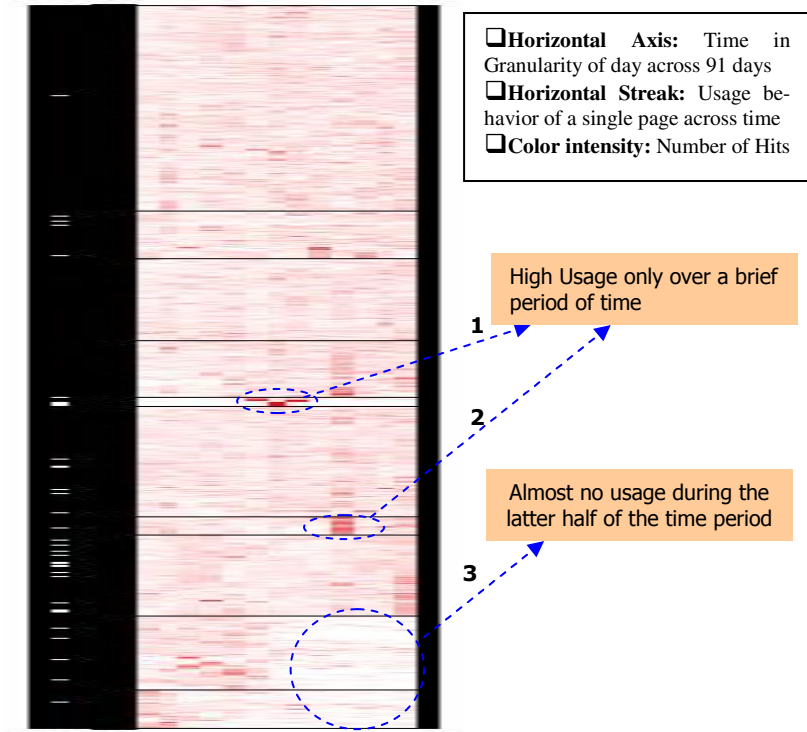 ❑Horizontal Axis: Time in
Granularity of day across 91 days
❑Horizontal Streak: Usage be-
havior of a single page across time
❑Color intensity: Number of Hits
High Usage only over a brief
period of time
1
2
Almost no usage during the
latter half of the time period
3